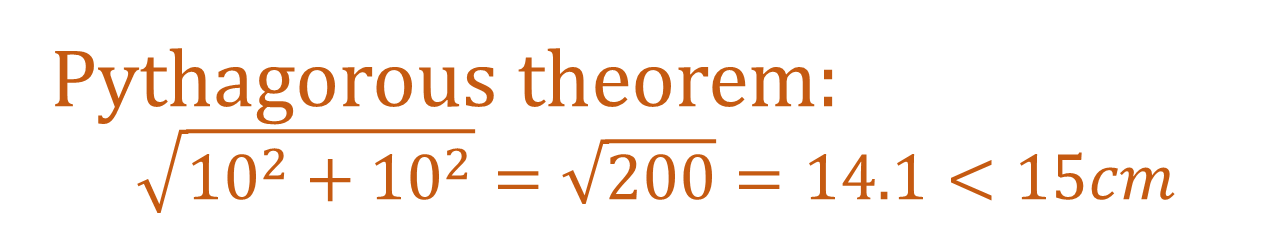 Pythagorous theorem:
√10² + 10² = √200 = 14.1 < 15cm